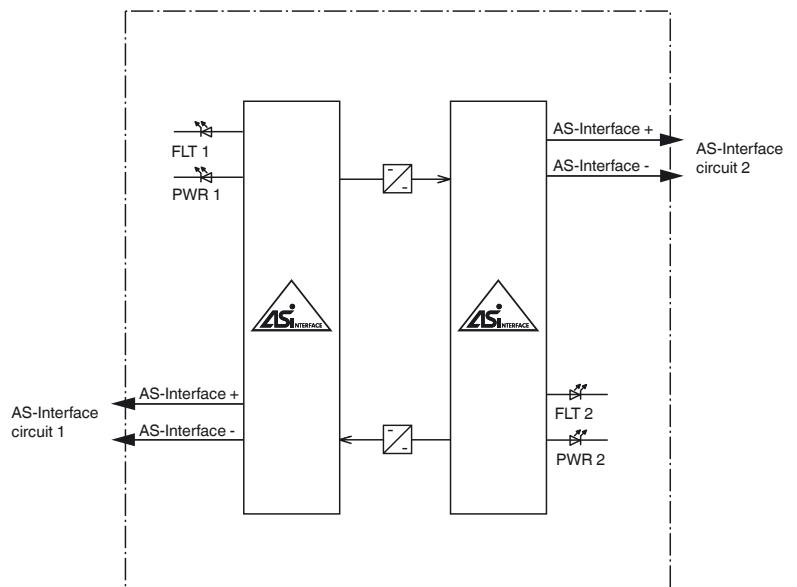 FLT 1
PWR 1
AS-Interface +
AS-Interface -
AS-Interface
circuit 2
ASi INTERFACE
ASi INTERFACE
AS-Interface
circuit 1
AS-Interface +
AS-Interface -
FLT 2
PWR 2